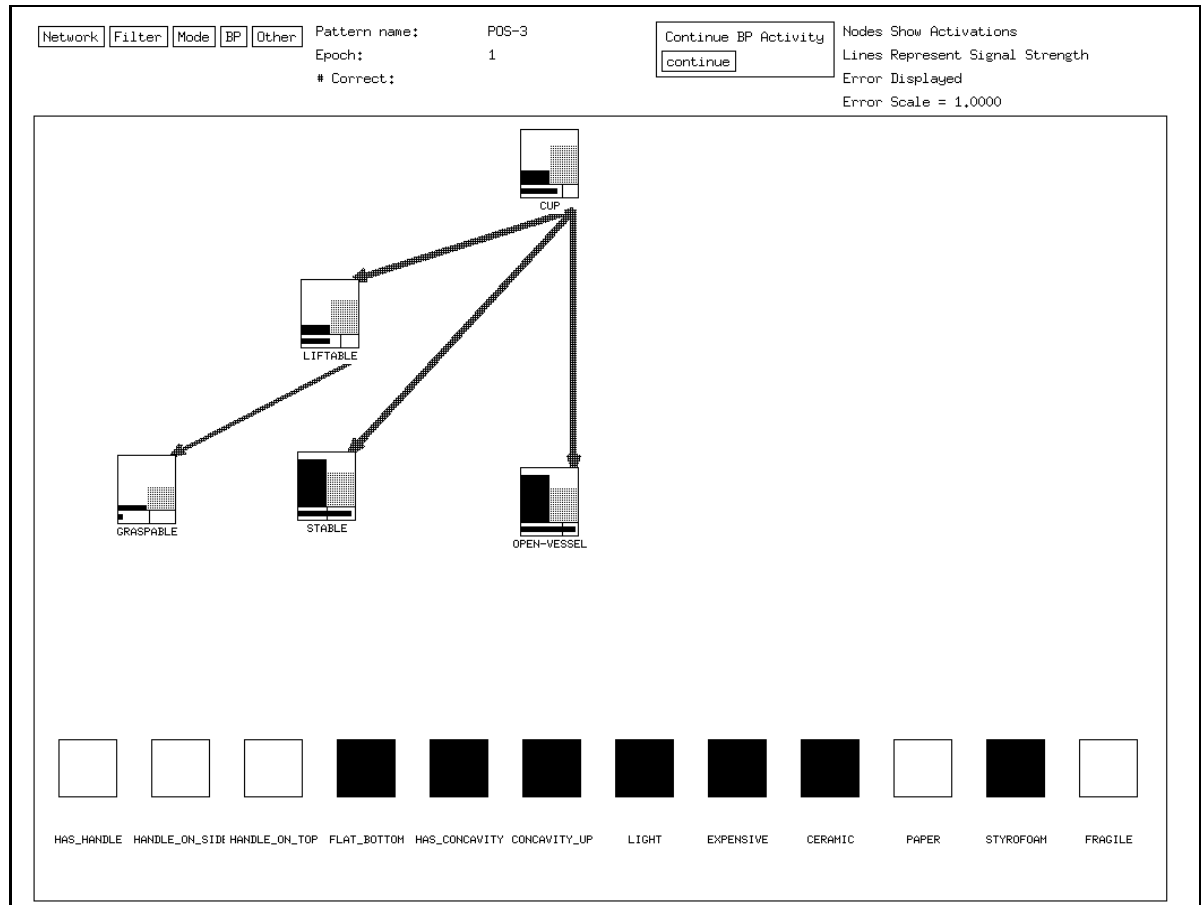 Network Filter Mode BP Other
Pattern name: POS-3
Epoch: 1
# Correct:
Continue BP Activity
continue
Nodes Show Activations
Lines Represent Signal Strength
Error Displayed
Error Scale = 1.0000
CUP
LIFTABLE
GRASPABLE
STABLE
OPEN-VESSEL
HAS_HANDLE HANDLE_ON_SIDE HANDLE_ON_TOP FLAT_BOTTOM HAS_CONCAVITY CONCAVITY_UP LIGHT EXPENSIVE CERAMIC PAPER STYROFOAM FRAGILE